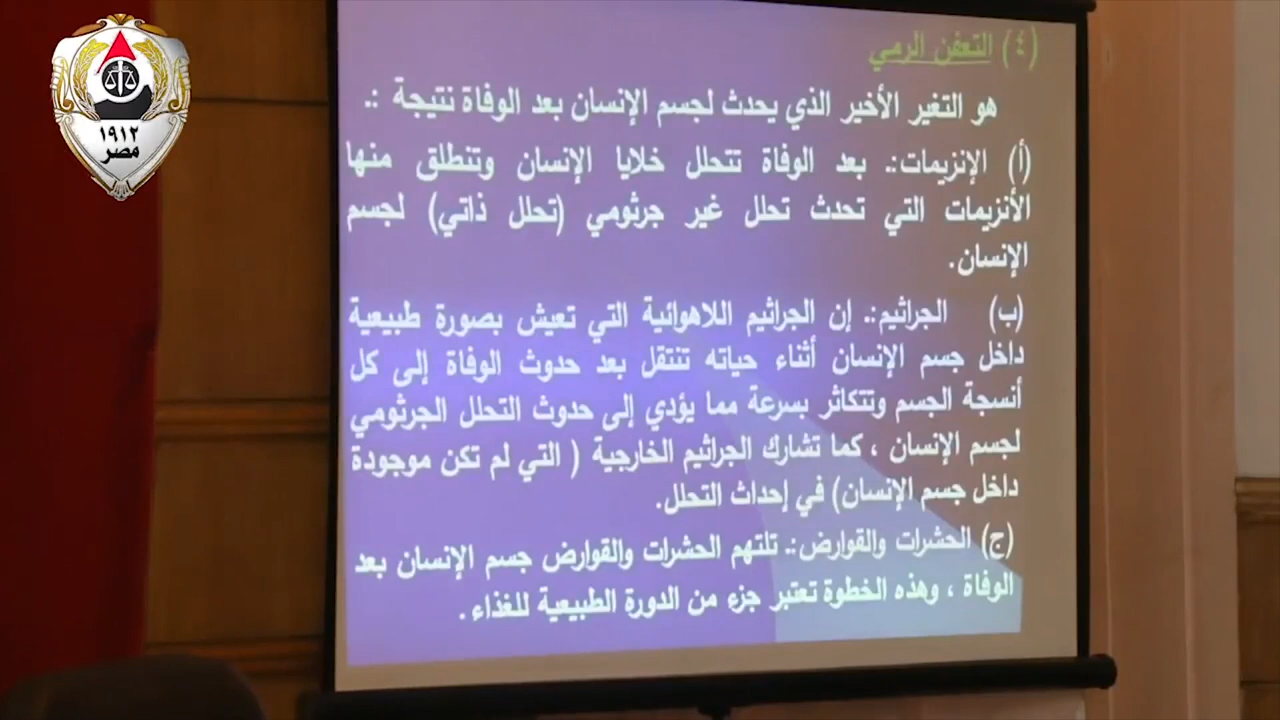 ١٩١٢
مصر
(٤) التعفن الرمي
هو التغير الأخير الذي يحدث لجسم الإنسان بعد الوفاة نتيجة :.
(أ) الإنزيمات:. بعد الوفاة تتحلل خلايا الإنسان وتنطلق منها
الأنزيمات التي تحدث تحلل غير جرثومي (تحلل ذاتي) لجسم
الإنسان.
(ب) الجراثيم:. إن الجراثيم اللاهوائية التي تعيش بصورة طبيعية
داخل جسم الإنسان أثناء حياته تنتقل بعد حدوث الوفاة إلى كل
أنسجة الجسم وتتكاثر بسرعة مما يؤدي إلى حدوث التحلل الجرثومي
لجسم الإنسان ، كما تشارك الجراثيم الخارجية ( التي لم تكن موجودة
داخل جسم الإنسان) في إحداث التحلل.
(ج) الحشرات والقوارض:. تلتهم الحشرات والقوارض جسم الإنسان بعد
الوفاة ، وهذه الخطوة تعتبر جزء من الدورة الطبيعية للغذاء .